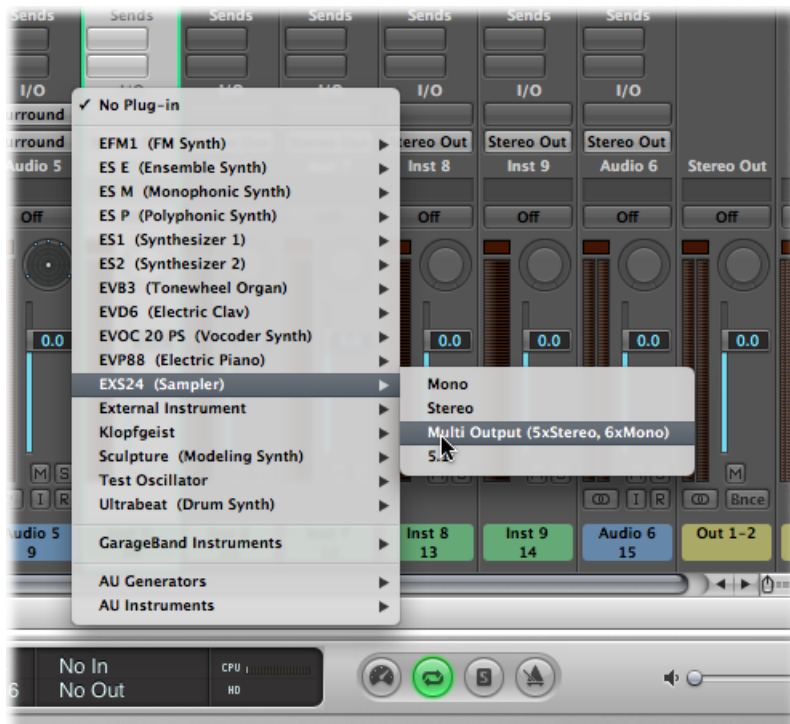 Sends Sends Sends Sends Sends Sends Sends
I/O I/O I/O I/O
Surround Stereo Out Stereo Out Stereo Out
Audio 5 Inst 8 Inst 9 Audio 6 Stereo Out
Off Off Off Off Off
0.0 0.0 0.0 0.0 0.0
✓ No Plug-in
EFM1 (FM Synth)
ES E (Ensemble Synth)
ES M (Monophonic Synth)
ES P (Polyphonic Synth)
ES1 (Synthesizer 1)
ES2 (Synthesizer 2)
EVB3 (Tonewheel Organ)
EVD6 (Electric Clav)
EVOC 20 PS (Vocoder Synth)
EVP88 (Electric Piano)
EXS24 (Sampler)
External Instrument
Klopfgeist
Sculpture (Modeling Synth)
Test Oscillator
Ultrabeat (Drum Synth)
GarageBand Instruments
AU Generators
AU Instruments
Mono
Stereo
Multi Output (5xStereo, 6xMono)
5.1
M S M
I R I R Bnce
Audio 5 Inst 8 Inst 9 Audio 6 Out 1-2
9 13 14 15
No In CPU
6 No Out HD
S